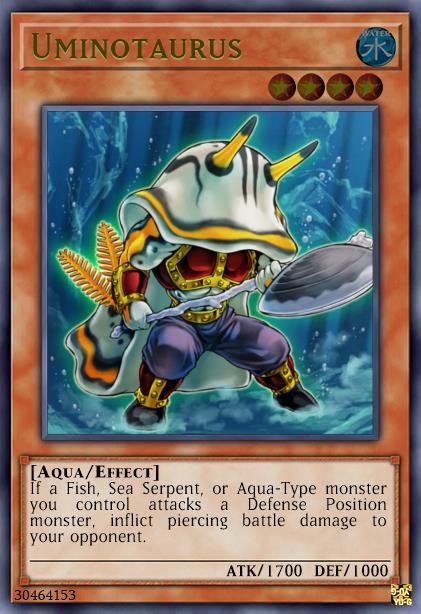 UMINOTAURUS
WATER
水
[AQUA/EFFECT]
If a Fish, Sea Serpent, or Aqua-Type monster
you control attacks a Defense Position
monster, inflict piercing battle damage to
your opponent.
ATK/1700 DEF/1000
30464153